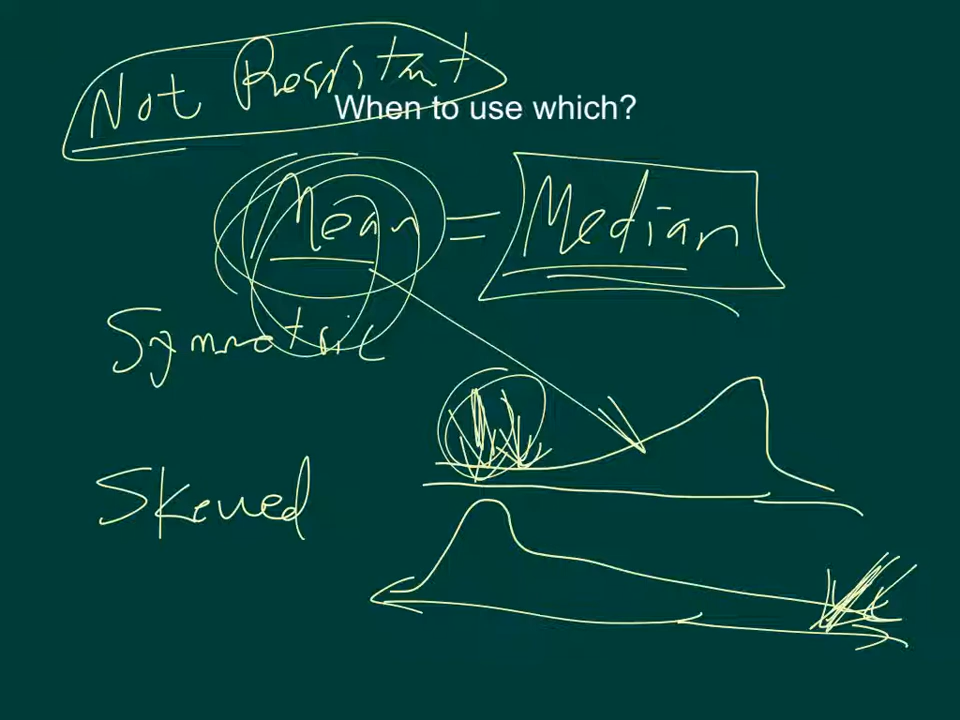 Not Resistant
When to use which?
Mean = Median
Symmetric
Skewed